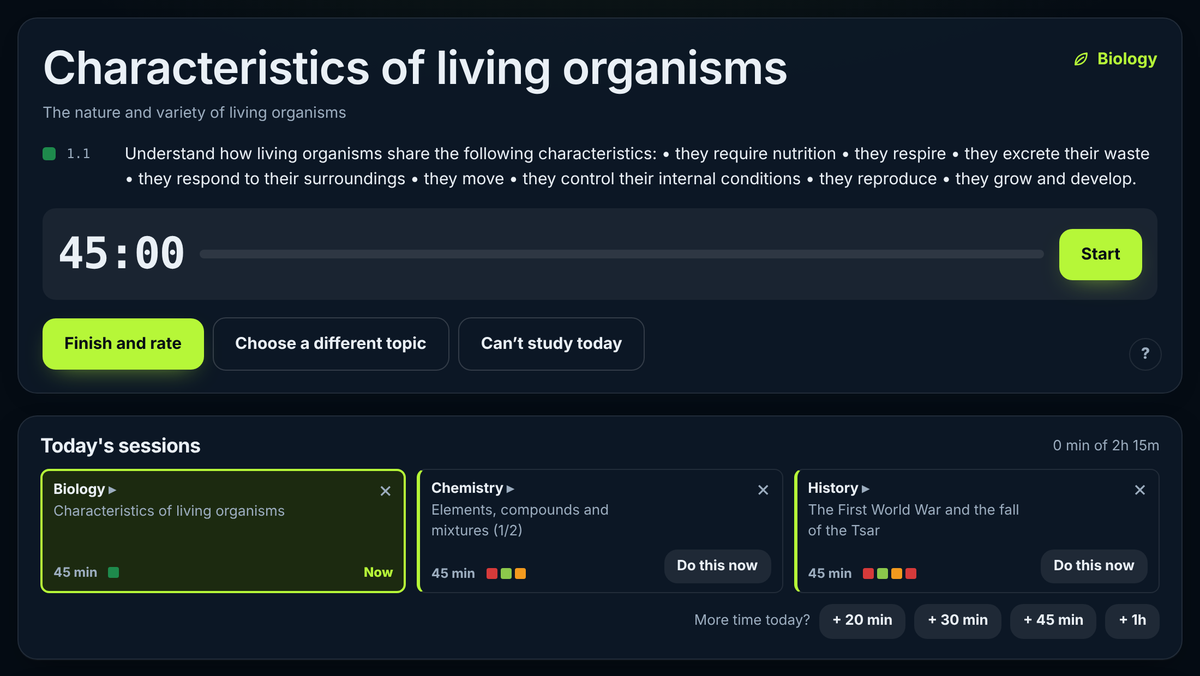 Characteristics of living organisms
Biology
The nature and variety of living organisms
1.1 Understand how living organisms share the following characteristics: • they require nutrition • they respire • they excrete their waste
• they respond to their surroundings • they move • they control their internal conditions • they reproduce • they grow and develop.
45:00
Start
Finish and rate
Choose a different topic
Can’t study today
?
Today's sessions
0 min of 2h 15m
Biology ▸
Characteristics of living organisms
45 min
Now
Chemistry ▸
Elements, compounds and
mixtures (1/2)
45 min
Do this now
History ▸
The First World War and the fall
of the Tsar
45 min
Do this now
More time today?
+ 20 min
+ 30 min
+ 45 min
+ 1h